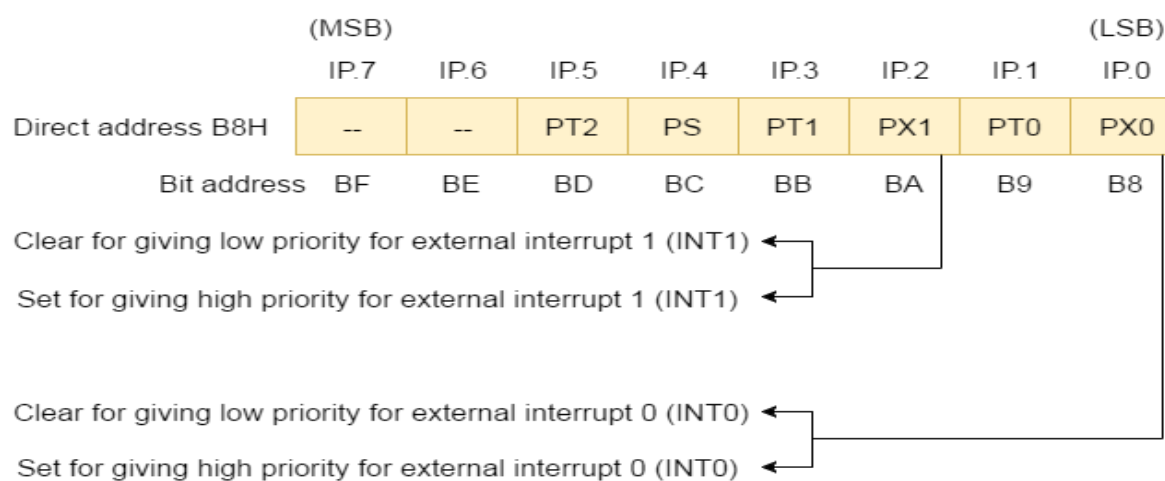 (MSB) (LSB)
IP.7 IP.6 IP.5 IP.4 IP.3 IP.2 IP.1 IP.0
Direct address B8H -- -- PT2 PS PT1 PX1 PT0 PX0
Bit address BF BE BD BC BB BA B9 B8
Clear for giving low priority for external interrupt 1 (INT1)
Set for giving high priority for external interrupt 1 (INT1)
Clear for giving low priority for external interrupt 0 (INT0)
Set for giving high priority for external interrupt 0 (INT0)